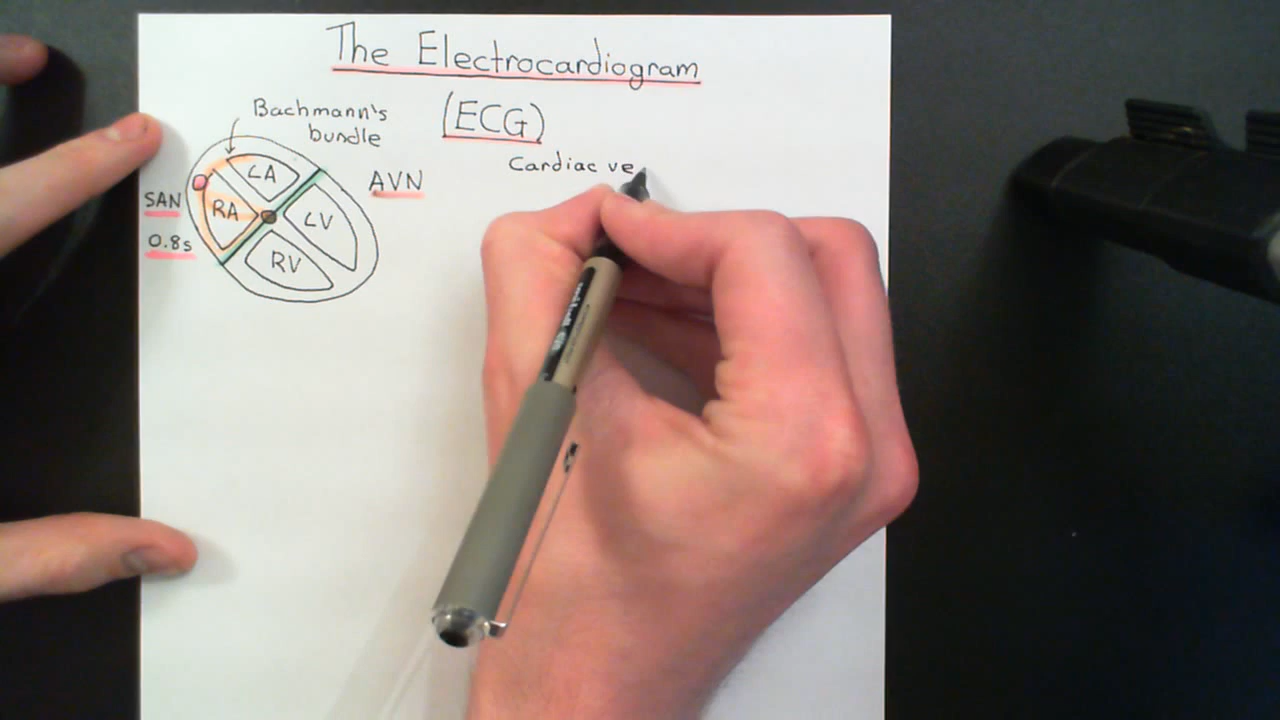 The Electrocardiogram
(ECG)
Bachmann's
bundle
Cardiac ve
LA
AVN
SAN
RA
LV
0.8s
RV